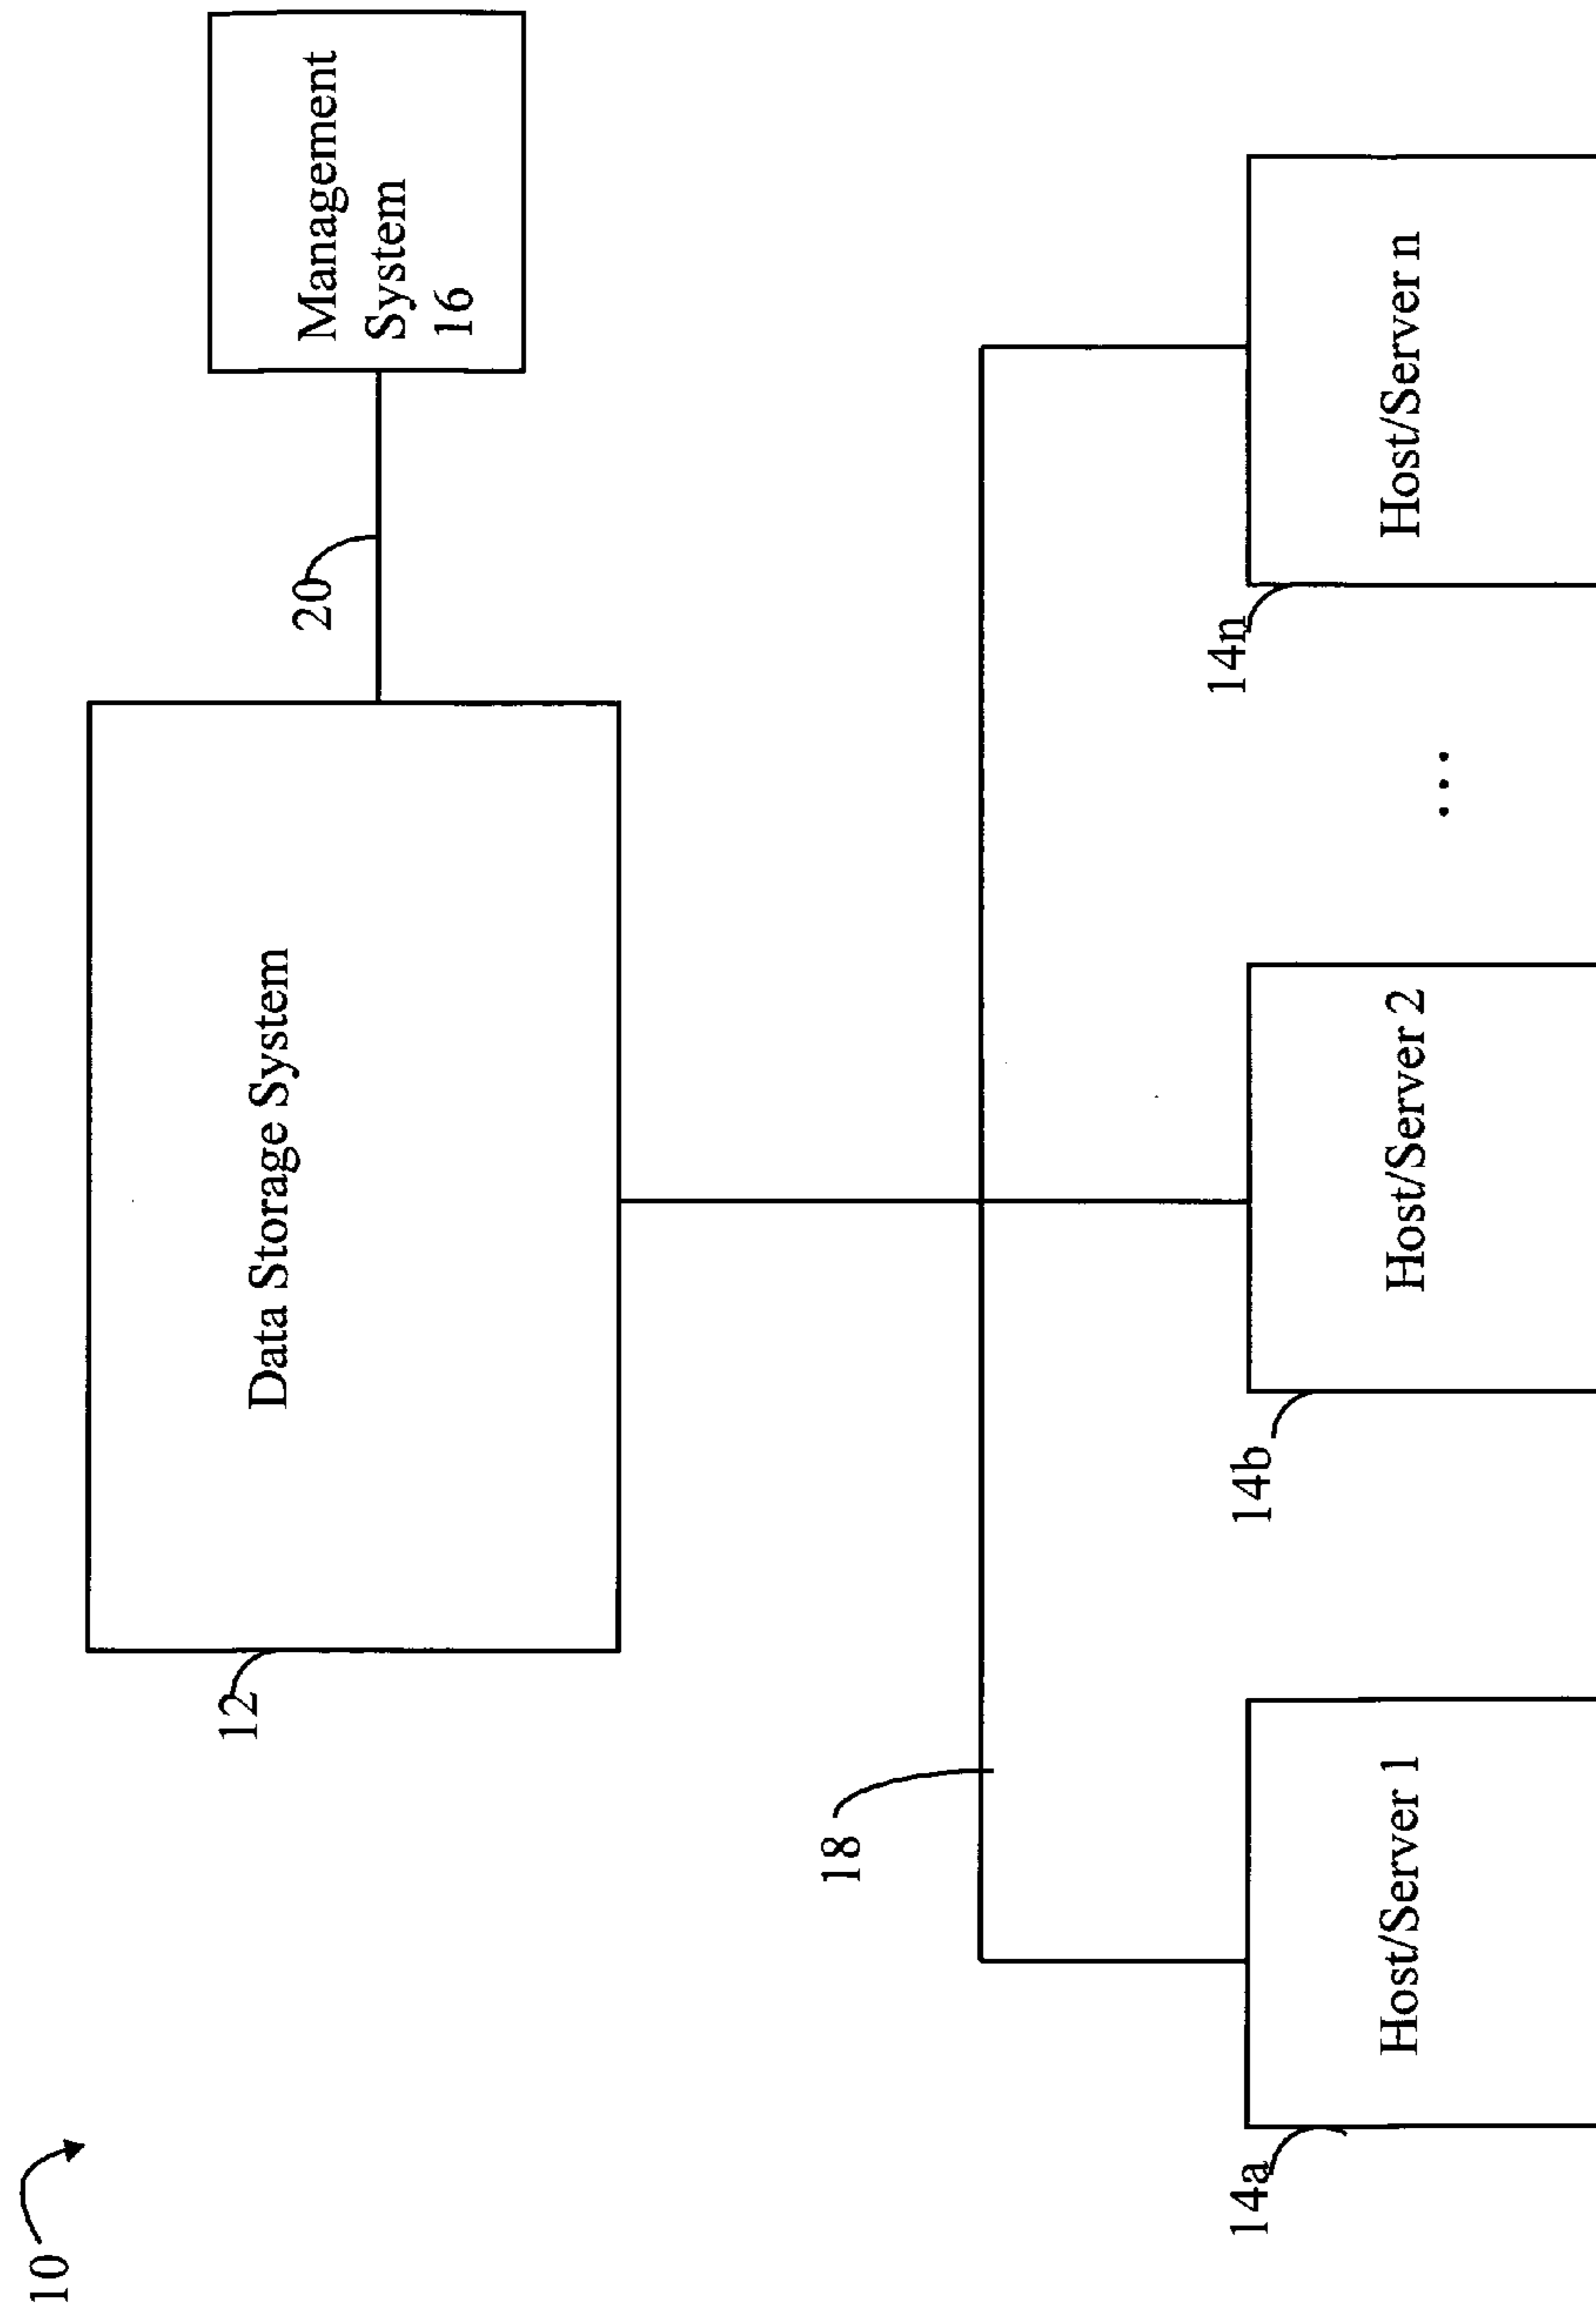 10
12
Data Storage System
20
Management
System
16
18
14a
Host/Server 1
14b
Host/Server 2
...
14n
Host/Server n